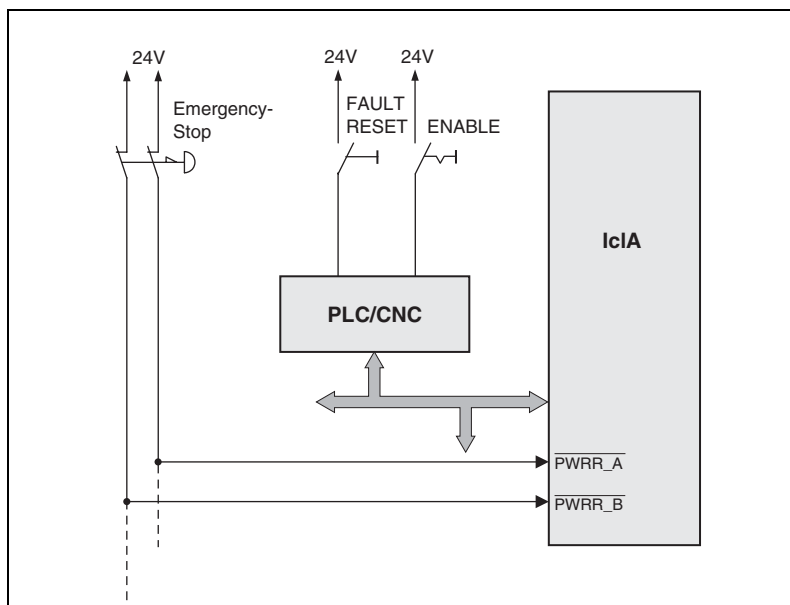 24V
24V
24V
Emergency-
Stop
FAULT
RESET
ENABLE
IclA
PLC/CNC
PWRR_A
PWRR_B